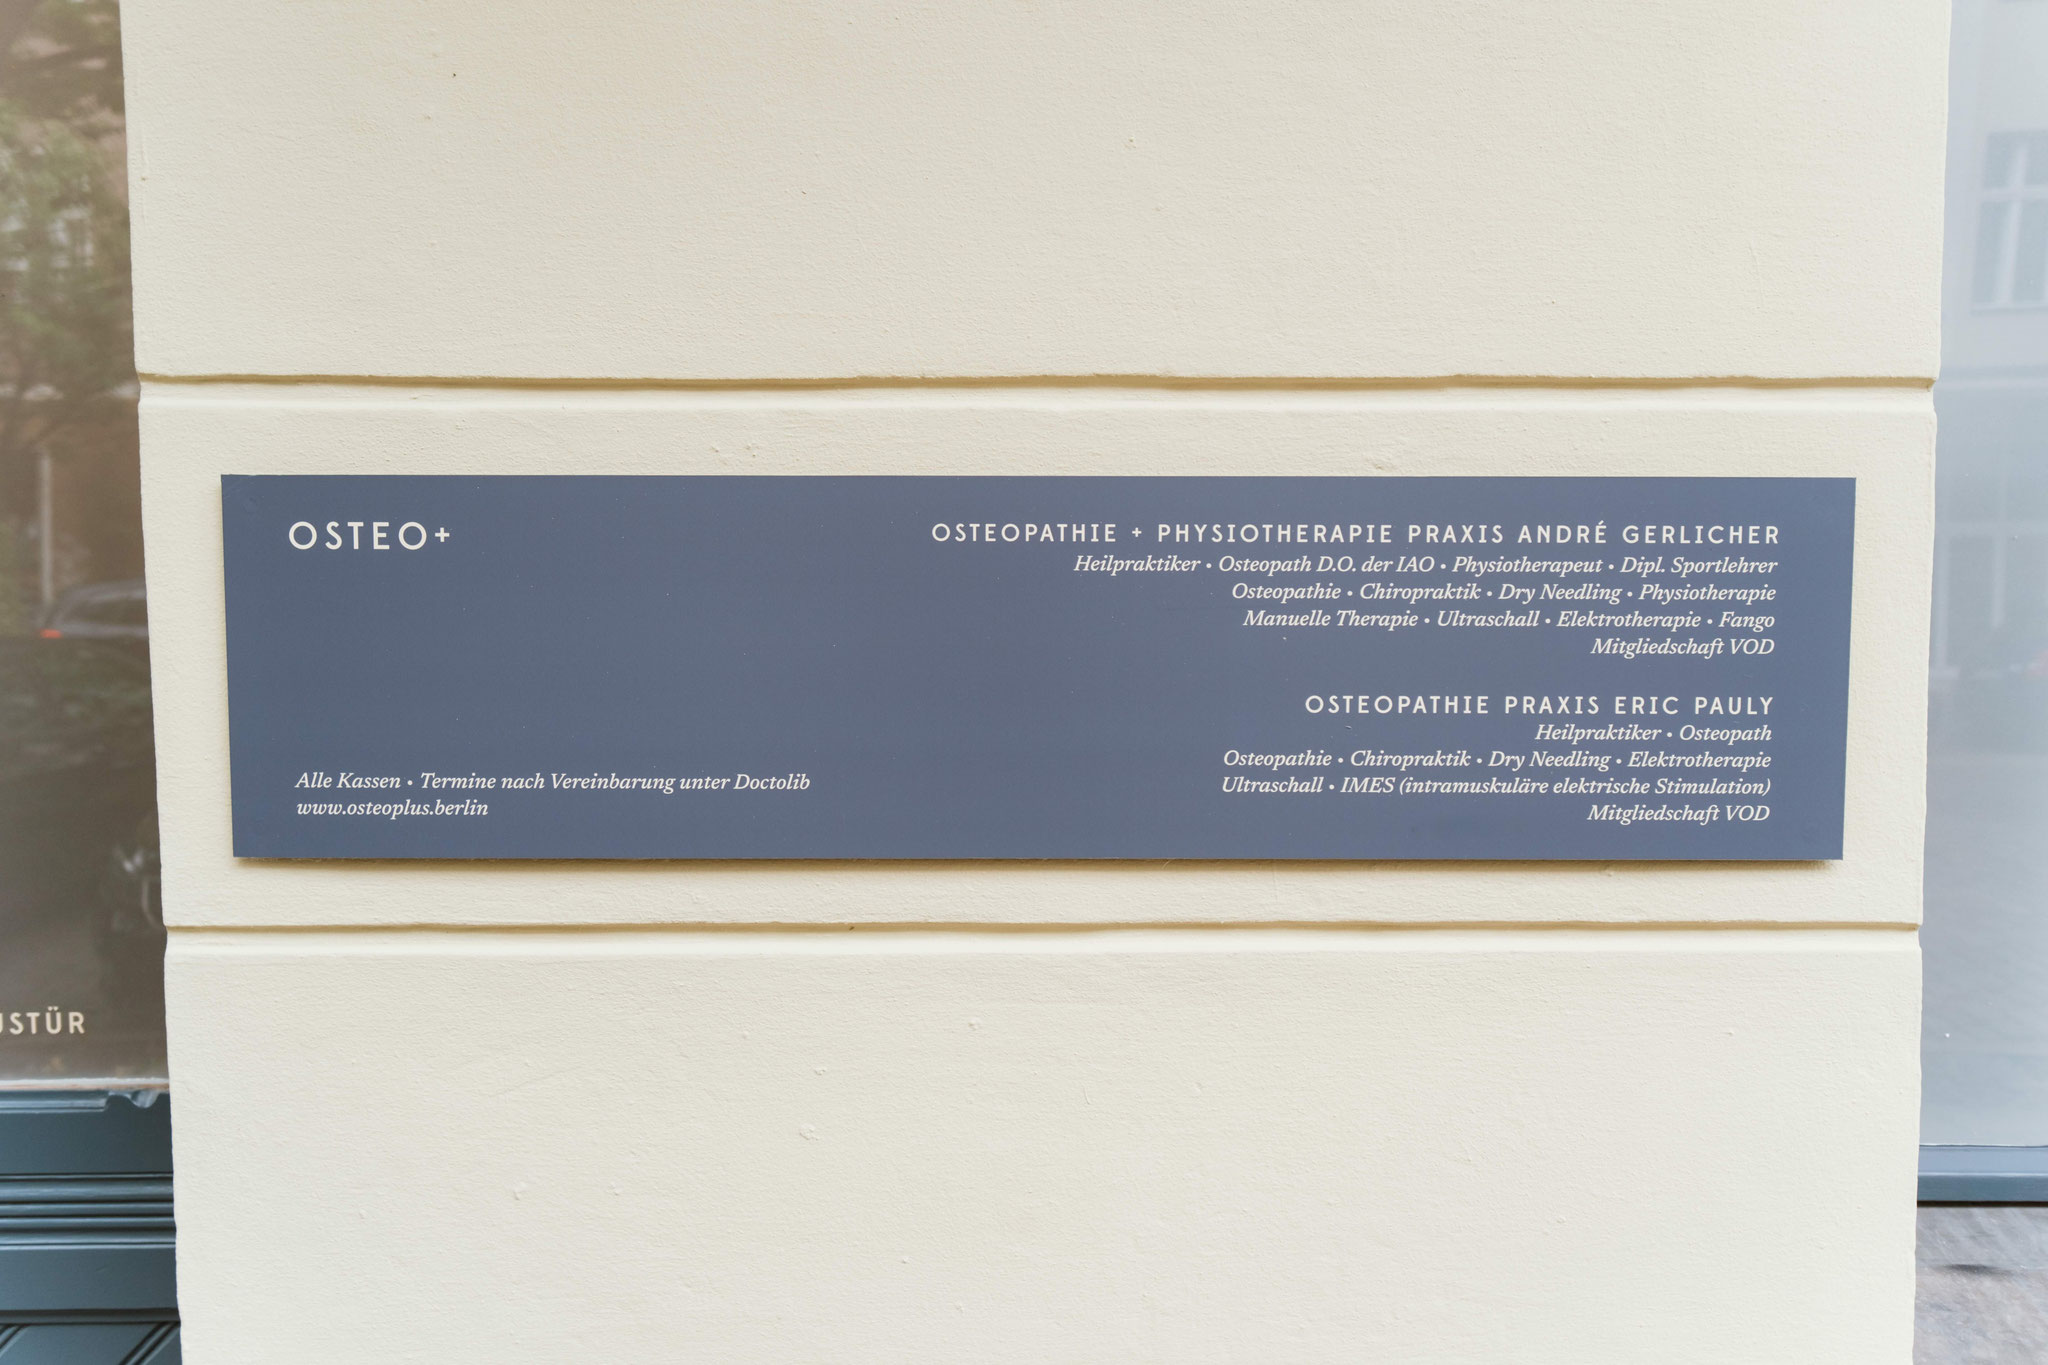 OSTEO+
Alle Kassen • Termine nach Vereinbarung unter Doctolib
www.osteoplus.berlin
OSTEOPATHIE + PHYSIOTHERAPIE PRAXIS ANDRÉ GERLICHER
Heilpraktiker • Osteopath D.O. der IAO • Physiotherapeut • Dipl. Sportlehrer
Osteopathie • Chiropraktik • Dry Needling • Physiotherapie
Manuelle Therapie • Ultraschall • Elektrotherapie • Fango
Mitgliedschaft VOD
OSTEOPATHIE PRAXIS ERIC PAULY
Heilpraktiker • Osteopath
Osteopathie • Chiropraktik • Dry Needling • Elektrotherapie
Ultraschall • IMES (intramuskuläre elektrische Stimulation)
Mitgliedschaft VOD